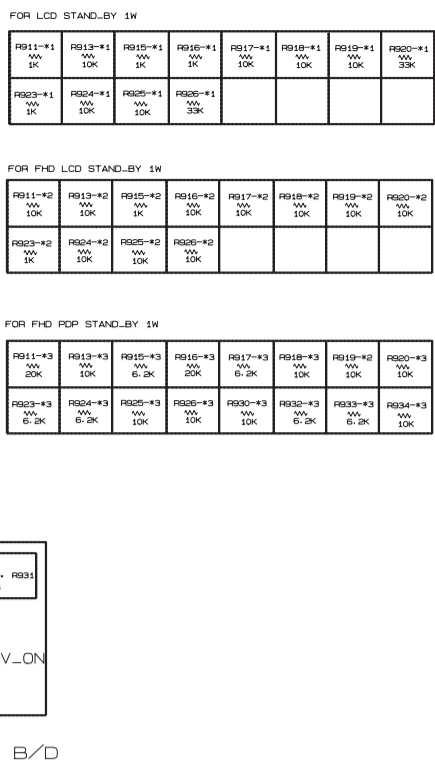 FOR LCD STAND_BY 1W
R911-*1 R913-*1 R915-*1 R916-*1 R917-*1 R918-*1 R919-*1 R920-*1
1K 10K 1K 1K 10K 10K 10K 33K
R923-*1 R924-*1 R925-*1 R926-*1
1K 10K 10K 33K
FOR FHD LCD STAND_BY 1W
R911-*2 R913-*2 R915-*2 R916-*2 R917-*2 R918-*2 R919-*2 R920-*2
10K 10K 1K 10K 10K 10K 10K 10K
R923-*2 R924-*2 R925-*2 R926-*2
1K 10K 10K 10K
FOR FHD PDP STAND_BY 1W
R911-*3 R913-*3 R915-*3 R916-*3 R917-*3 R918-*3 R919-*2 R920-*3
20K 10K 6.2K 20K 6.2K 10K 10K 10K
R923-*3 R924-*3 R925-*3 R926-*3 R930-*3 R932-*3 R933-*3 R934-*3
6.2K 6.2K 10K 10K 10K 6.2K 6.2K 10K
R931
V_ON
B/D